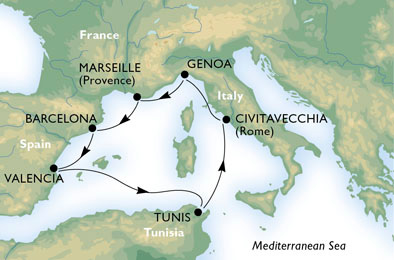 France
MARSEILLE
(Provence)
GENOA
Italy
BARCELONA
CIVITAVECCHIA
(Rome)
Spain
VALENCIA
TUNIS
Tunisia
Mediterranean Sea